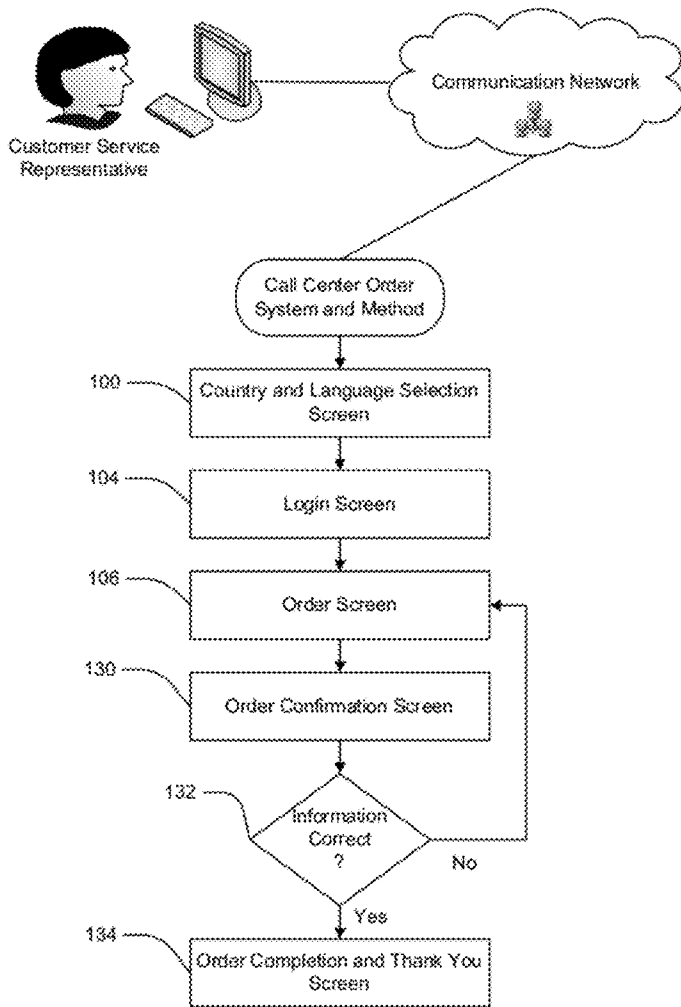 Communication Network
Customer Service
Representative
Call Center Order
System and Method
100
Country and Language Selection
Screen
104
Login Screen
106
Order Screen
130
Order Confirmation Screen
132
Information
Correct
?
No
Yes
134
Order Completion and Thank You
Screen